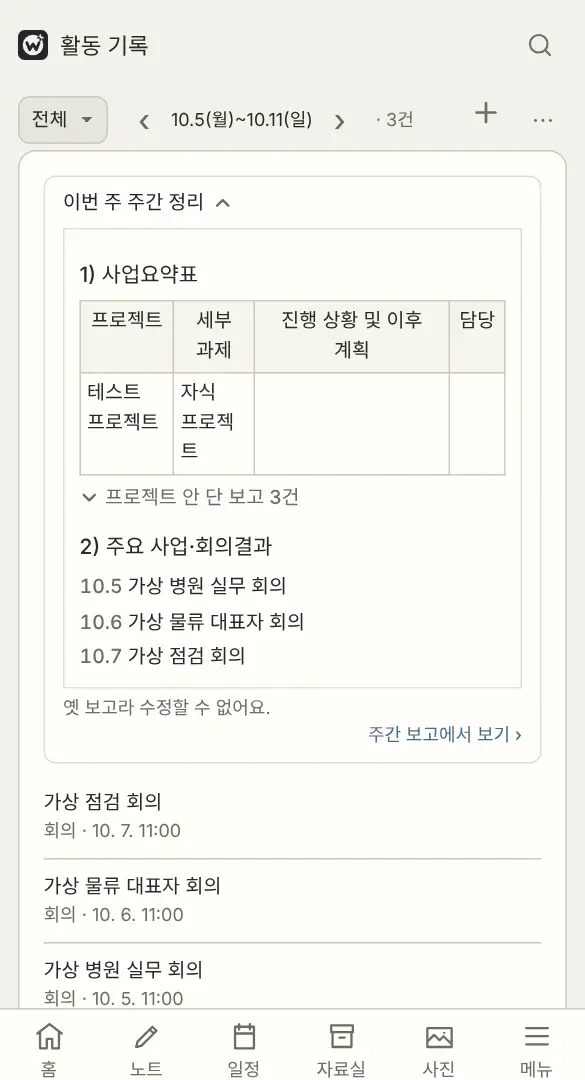 활동 기록
전체
10.5(월)~10.11(일)
· 3건
이번 주 주간 정리
1) 사업요약표
프로젝트
세부
과제
진행 상황 및 이후
계획
담당
테스트
프로젝트
자식
프로젝
트
프로젝트 안 단 보고 3건
2) 주요 사업·회의결과
10.5 가상 병원 실무 회의
10.6 가상 물류 대표자 회의
10.7 가상 점검 회의
옛 보고라 수정할 수 없어요.
주간 보고에서 보기 ›
가상 점검 회의
회의 · 10. 7. 11:00
가상 물류 대표자 회의
회의 · 10. 6. 11:00
가상 병원 실무 회의
회의 · 10. 5. 11:00
홈
노트
일정
자료실
사진
메뉴